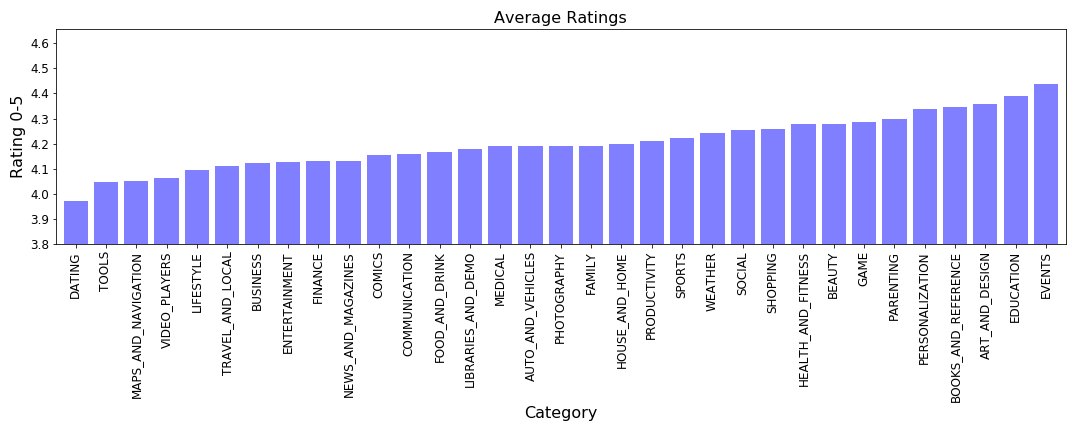 Average Ratings
Rating 0-5
4.6
4.5
4.4
4.3
4.2
4.1
4.0
3.9
3.8
DATING
TOOLS
MAPS_AND_NAVIGATION
VIDEO_PLAYERS
LIFESTYLE
TRAVEL_AND_LOCAL
BUSINESS
ENTERTAINMENT
FINANCE
NEWS_AND_MAGAZINES
COMICS
COMMUNICATION
FOOD_AND_DRINK
LIBRARIES_AND_DEMO
MEDICAL
AUTO_AND_VEHICLES
PHOTOGRAPHY
FAMILY
HOUSE_AND_HOME
PRODUCTIVITY
SPORTS
WEATHER
SOCIAL
SHOPPING
HEALTH_AND_FITNESS
BEAUTY
GAME
PARENTING
PERSONALIZATION
BOOKS_AND_REFERENCE
ART_AND_DESIGN
EDUCATION
EVENTS
Category